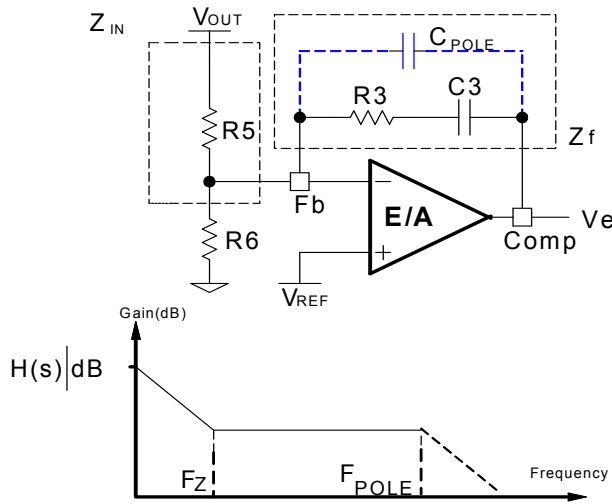 Z IN
VOUT
CPOLE
R3
C3
R5
Zf
Fb
E/A
Ve
R6
Comp
VREF
Gain(dB)
H(s)|dB
FZ
FPOLE
Frequency